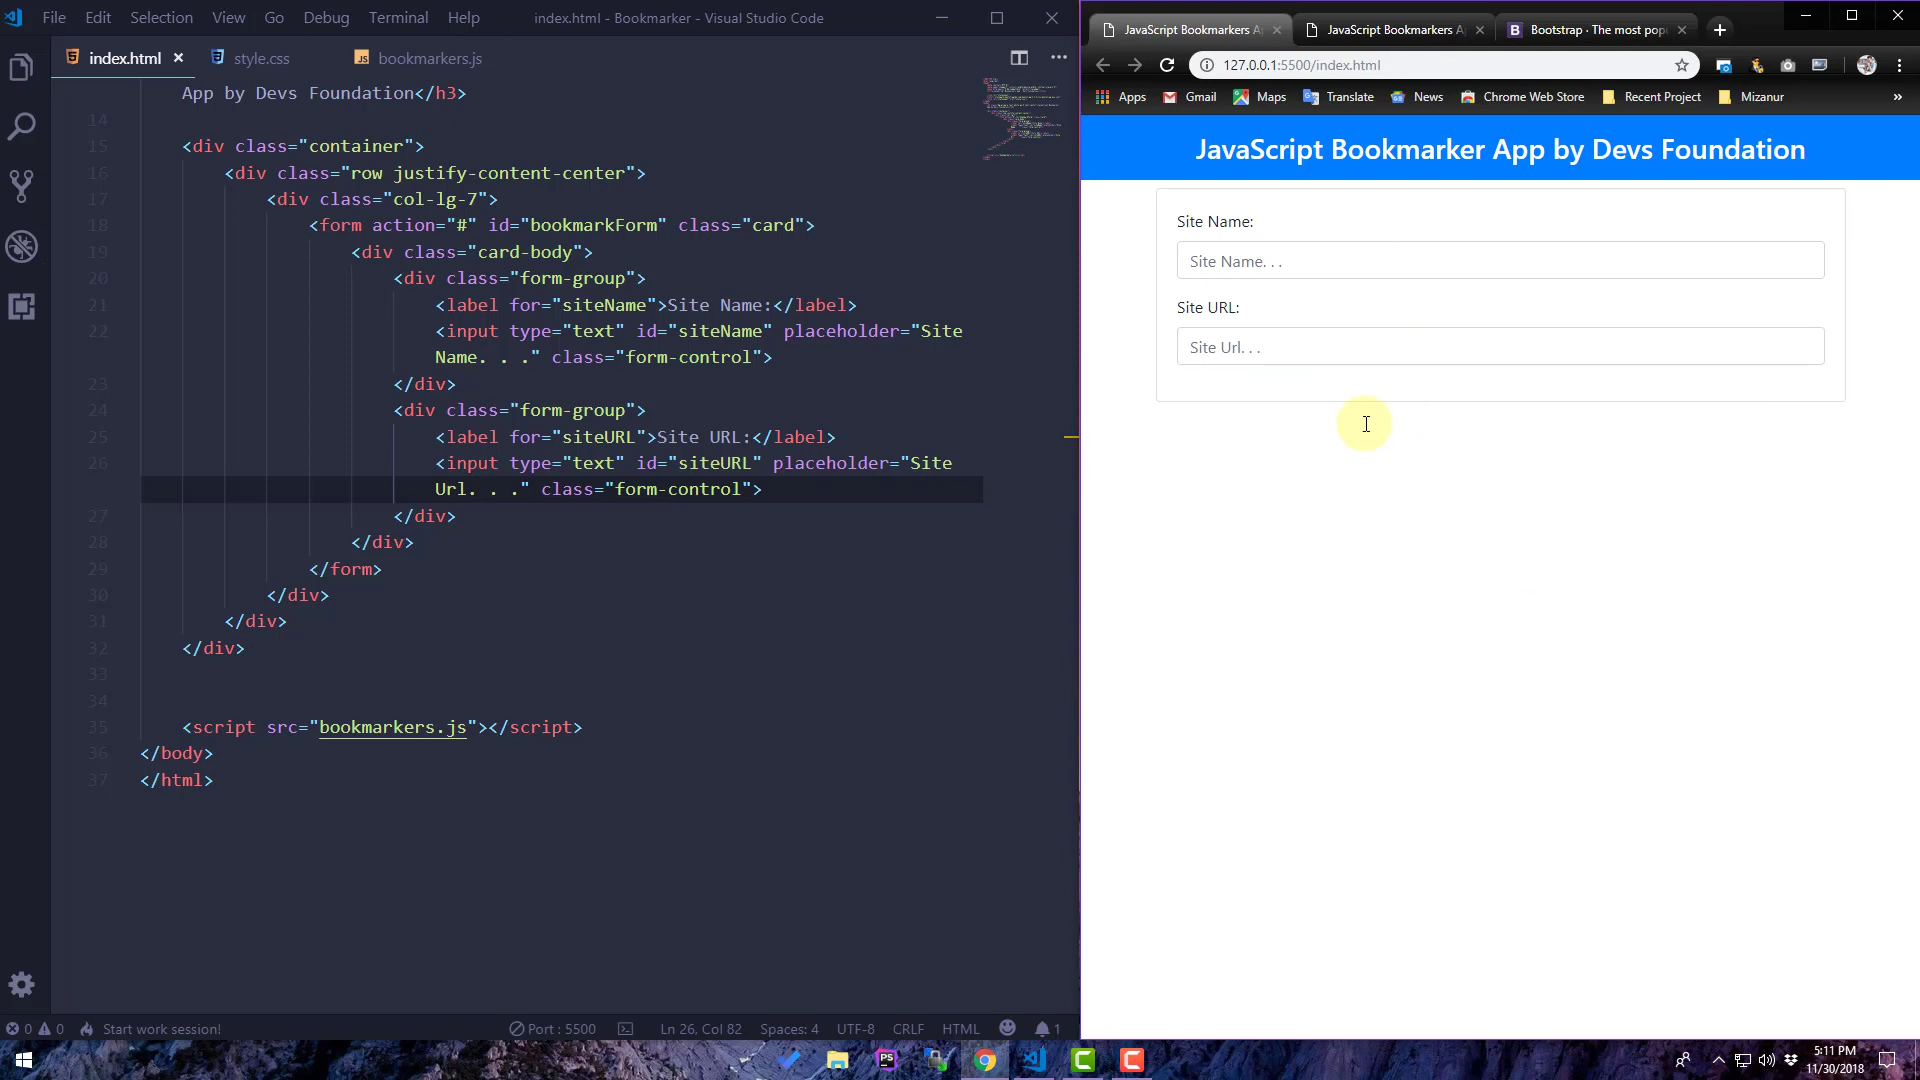 File Edit Selection View Go Debug Terminal Help index.html - Bookmarker - Visual Studio Code
index.html style.css bookmarkers.js
App by Devs Foundation</h3>
14
15 <div class="container">
16 <div class="row justify-content-center">
17 <div class="col-lg-7">
18 <form action="#" id="bookmarkForm" class="card">
19 <div class="card-body">
20 <div class="form-group">
21 <label for="siteName">Site Name:</label>
22 <input type="text" id="siteName" placeholder="Site
Name. . ." class="form-control">
23 </div>
24 <div class="form-group">
25 <label for="siteURL">Site URL:</label>
26 <input type="text" id="siteURL" placeholder="Site
Url. . ." class="form-control">
27 </div>
28 </div>
29 </form>
30 </div>
31 </div>
32 </div>
33
34
35 <script src="bookmarkers.js"></script>
36 </body>
37 </html>
0 0 Start work session! Port : 5500 Ln 26, Col 82 Spaces: 4 UTF-8 CRLF HTML 1
JavaScript Bookmarkers A JavaScript Bookmarkers A Bootstrap · The most pop
127.0.0.1:5500/index.html
Apps Gmail Maps Translate News Chrome Web Store Recent Project Mizanur »
JavaScript Bookmarker App by Devs Foundation
Site Name:
Site Name. . .
Site URL:
Site Url. . .
5:11 PM
11/30/2018